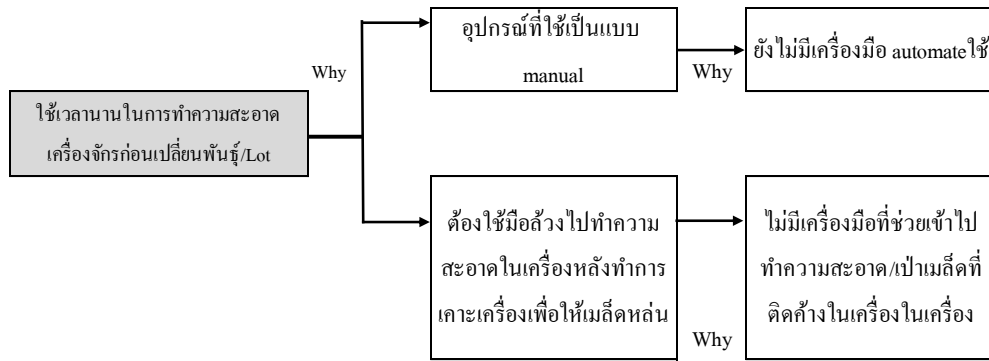 ใช้เวลานานในการทำความสะอาด
เครื่องจักรก่อนเปลี่ยนพันธุ์/Lot
Why
อุปกรณ์ที่ใช้เป็นแบบ
manual
Why
ยังไม่มีเครื่องมือ automateใช้
ต้องใช้มือล้วงไปทำความ
สะอาดในเครื่องหลังทำการ
เคาะเครื่องเพื่อให้เมล็ดหล่น
Why
ไม่มีเครื่องมือที่ช่วยเข้าไป
ทำความสะอาด/เป่าเมล็ดที่
ติดค้างในเครื่องในเครื่อง